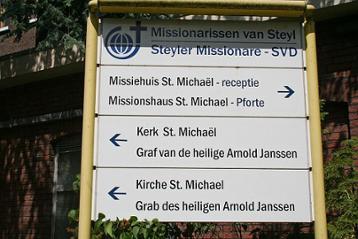 Missionarissen van Steyl
Steyler Missionare - SVD
Missiehuis St. Michaël - receptie
Missionshaus St. Michael - Pforte
Kerk St. Michaël
Graf van de heilige Arnold Janssen
Kirche St. Michael
Grab des heiligen Arnold Janssen